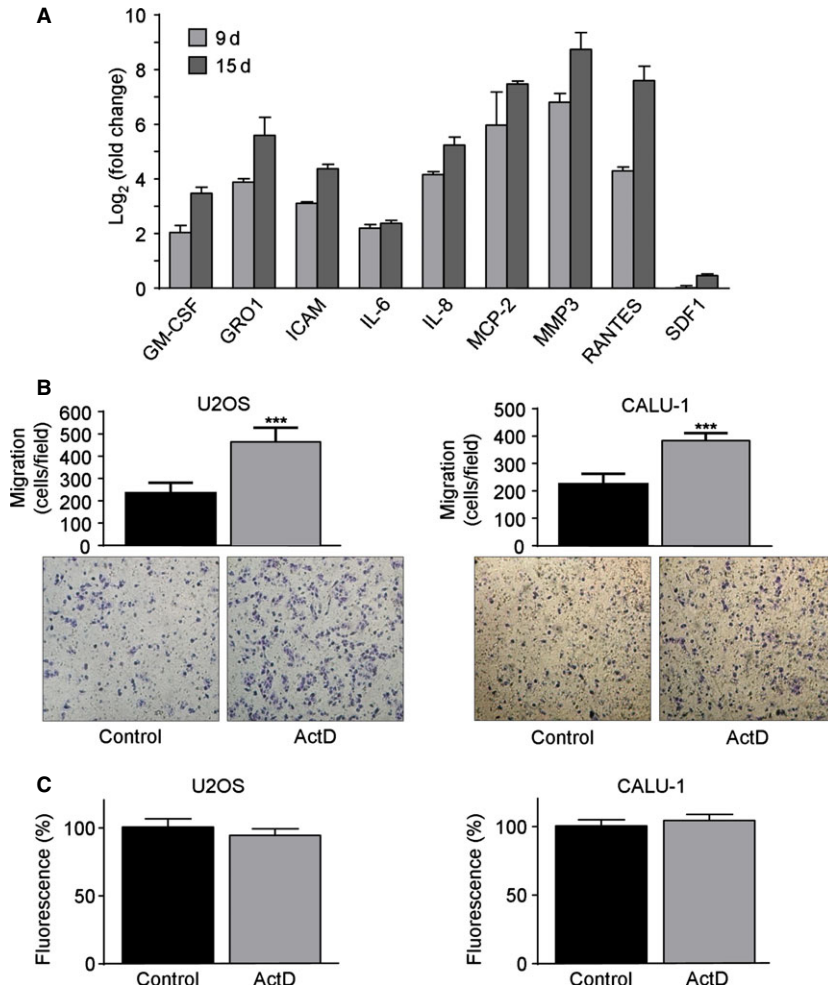 A
10
8
6
4
2
0
Log2 (fold change)
9 d
15 d
GM-CSF
GRO1
ICAM
IL-6
IL-8
MCP-2
MMP3
RANTES
SDF1
B
U2OS
Migration
(cells/field)
600
500
400
300
200
100
0
***
Control
ActD
CALU-1
Migration
(cells/field)
500
400
300
200
100
0
***
Control
ActD
C
U2OS
Fluorescence (%)
100
50
0
Control
ActD
CALU-1
Fluorescence (%)
100
50
0
Control
ActD